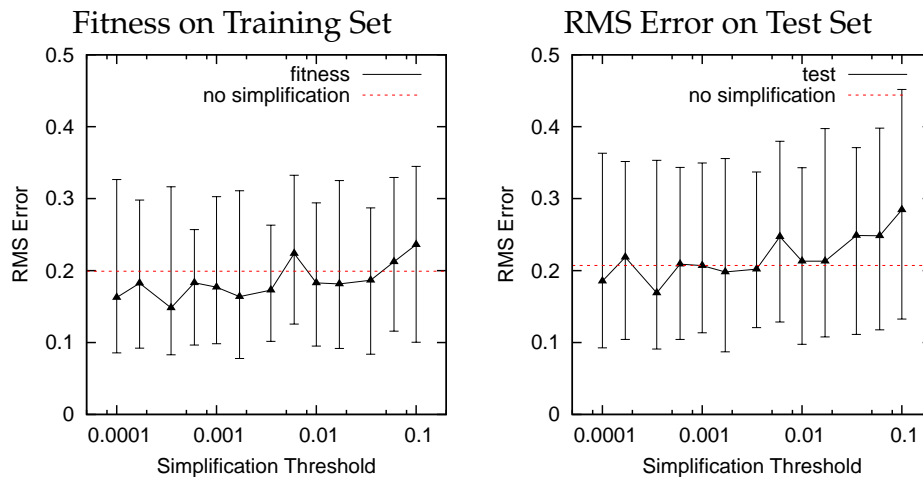 Fitness on Training Set
0.5
0.4
0.3
0.2
0.1
0
RMS Error
fitness
no simplification
0.0001
0.001
0.01
0.1
Simplification Threshold
RMS Error on Test Set
0.5
0.4
0.3
0.2
0.1
0
RMS Error
test
no simplification
0.0001
0.001
0.01
0.1
Simplification Threshold